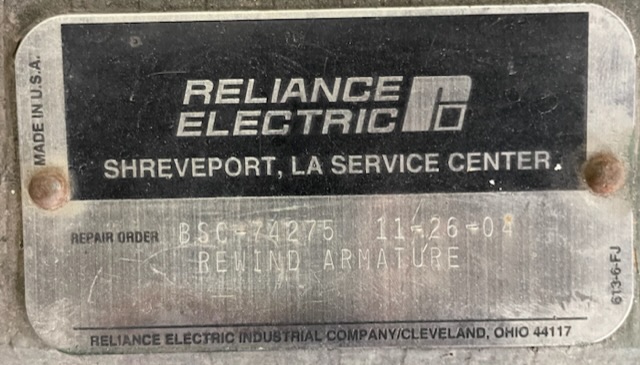 MADE IN U.S.A.
RELIANCE
ELECTRIC
SHREVEPORT, LA SERVICE CENTER.
REPAIR ORDER BSC-74275 11-26-04
REWIND ARMATURE
613-6-FJ
RELIANCE ELECTRIC INDUSTRIAL COMPANY/CLEVELAND, OHIO 44117